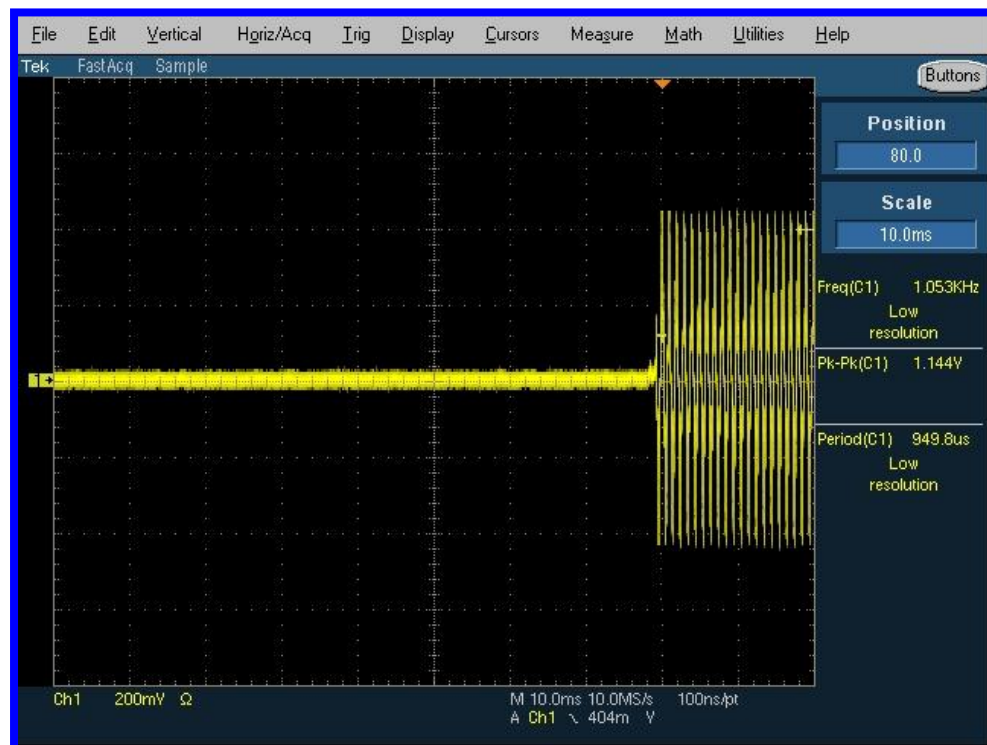 File Edit Vertical Horiz/Acq Trig Display Cursors Measure Math Utilities Help
Tek FastAcq Sample
Buttons
Position
80.0
Scale
10.0ms
Freq(C1) 1.053KHz
Low
resolution
Pk-Pk(C1) 1.144V
Period(C1) 949.8us
Low
resolution
1
Ch1 200mV Ω M 10.0ms 10.0MS/s 100ns/pt
A Ch1 \ 404m V